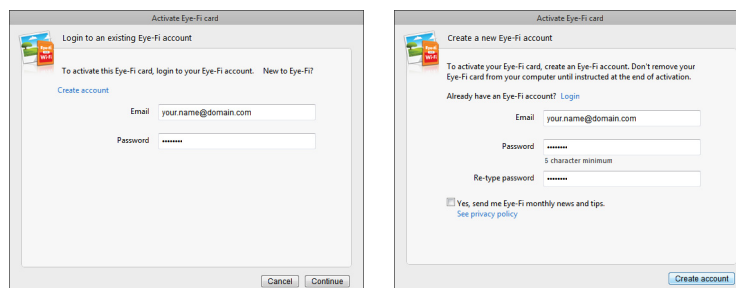 Activate Eye-Fi card
Login to an existing Eye-Fi account
To activate this Eye-Fi card, login to your Eye-Fi account. New to Eye-Fi?
Create account
Email your.name@domain.com
Password ••••••••
Cancel Continue
Activate Eye-Fi card
Create a new Eye-Fi account
To activate your Eye-Fi card, create an Eye-Fi account. Don't remove your
Eye-Fi card from your computer until instructed at the end of activation.
Already have an Eye-Fi account? Login
Email your.name@domain.com
Password ••••••••
6 character minimum
Re-type password ••••••••
Yes, send me Eye-Fi monthly news and tips.
See privacy policy
Create account